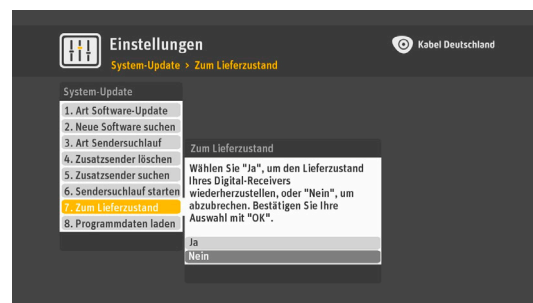 Einstellungen
System-Update > Zum Lieferzustand
Kabel Deutschland
System-Update
1. Art Software-Update
2. Neue Software suchen
3. Art Sendersuchlauf
4. Zusatzsender löschen
5. Zusatzsender suchen
6. Sendersuchlauf starten
7. Zum Lieferzustand
8. Programmdaten laden
Zum Lieferzustand
Wählen Sie "Ja", um den Lieferzustand
Ihres Digital-Receivers
wiederherzustellen, oder "Nein", um
abzubrechen. Bestätigen Sie Ihre
Auswahl mit "OK".
Ja
Nein